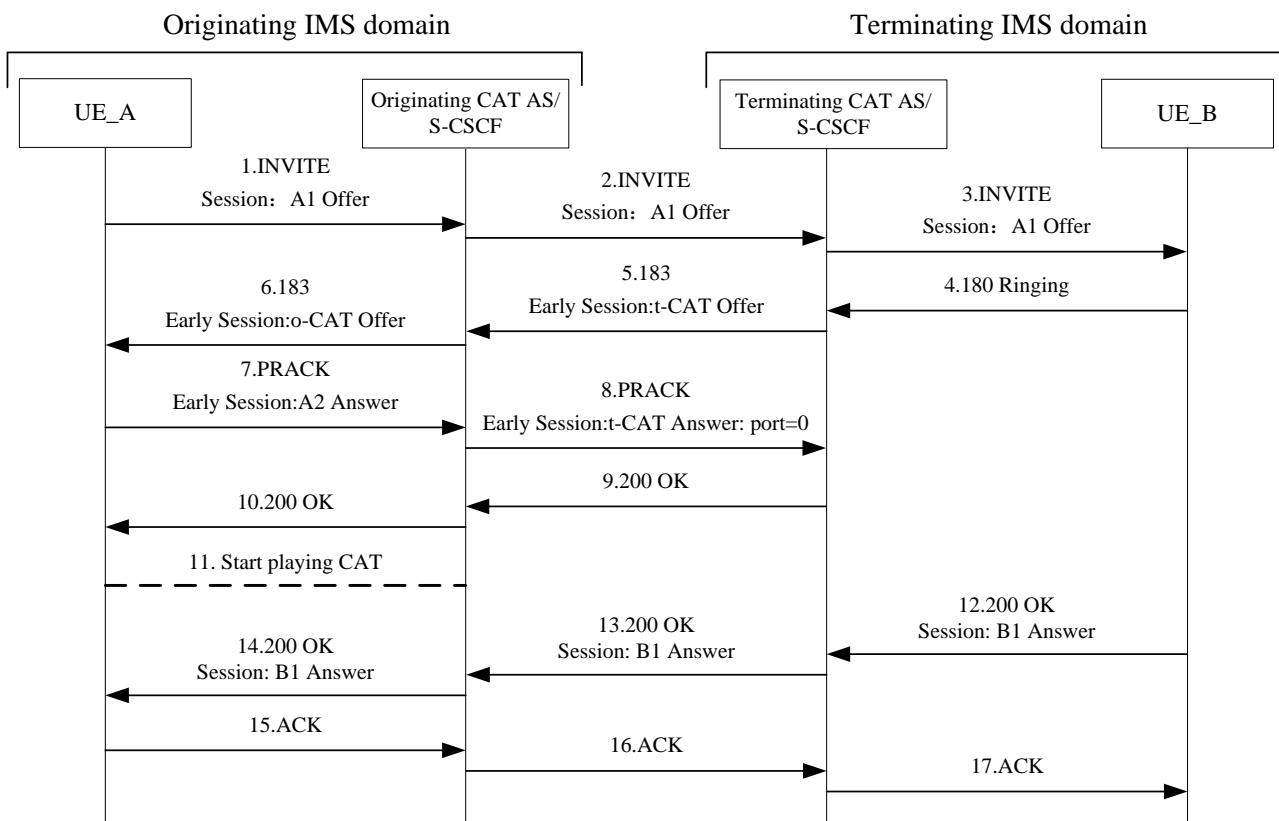 Originating IMS domain
Terminating IMS domain
UE_A
Originating CAT AS/
S-CSCF
Terminating CAT AS/
S-CSCF
UE_B
1.INVITE
Session：A1 Offer
2.INVITE
Session：A1 Offer
3.INVITE
Session：A1 Offer
4.180 Ringing
5.183
Early Session:t-CAT Offer
6.183
Early Session:o-CAT Offer
7.PRACK
Early Session:A2 Answer
8.PRACK
Early Session:t-CAT Answer: port=0
9.200 OK
10.200 OK
11. Start playing CAT
12.200 OK
Session: B1 Answer
13.200 OK
Session: B1 Answer
14.200 OK
Session: B1 Answer
15.ACK
16.ACK
17.ACK